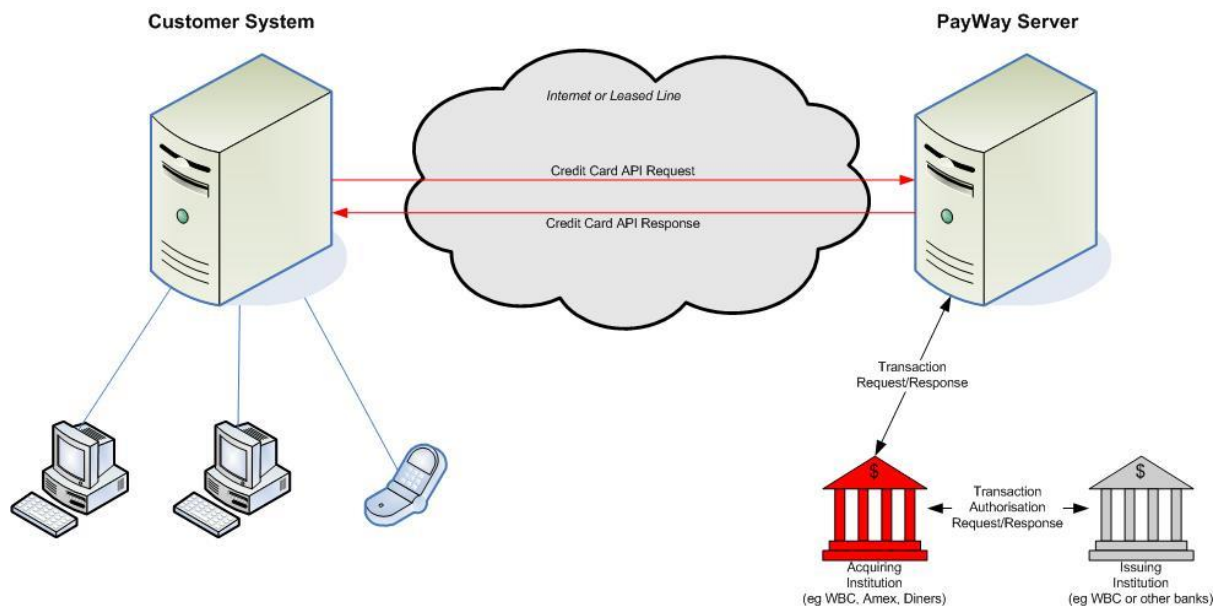 Customer System
PayWay Server
Internet or Leased Line
Credit Card API Request
Credit Card API Response
Transaction
Request/Response
$
$
Transaction
Authorisation
Request/Response
Acquiring
Institution
(eg WBC, Amex, Diners)
Issuing
Institution
(eg WBC or other banks)